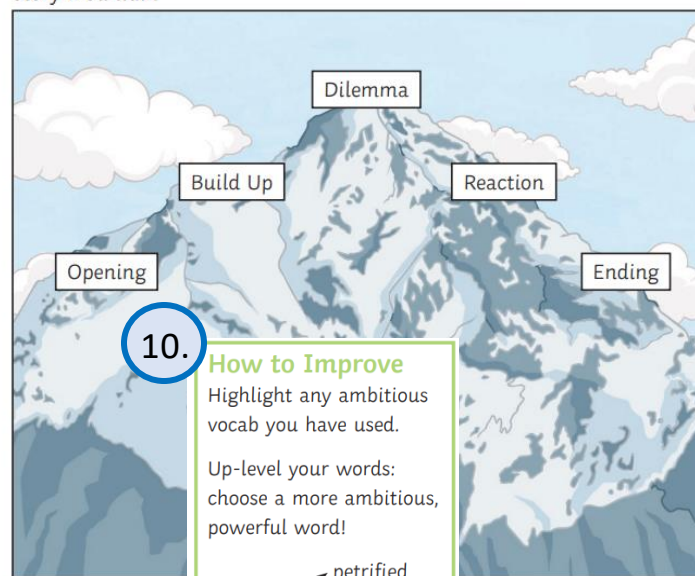 Dilemma
Build Up
Reaction
Opening
Ending
10.
How to Improve
Highlight any ambitious
vocab you have used.
Up-level your words:
choose a more ambitious,
powerful word!
petrified